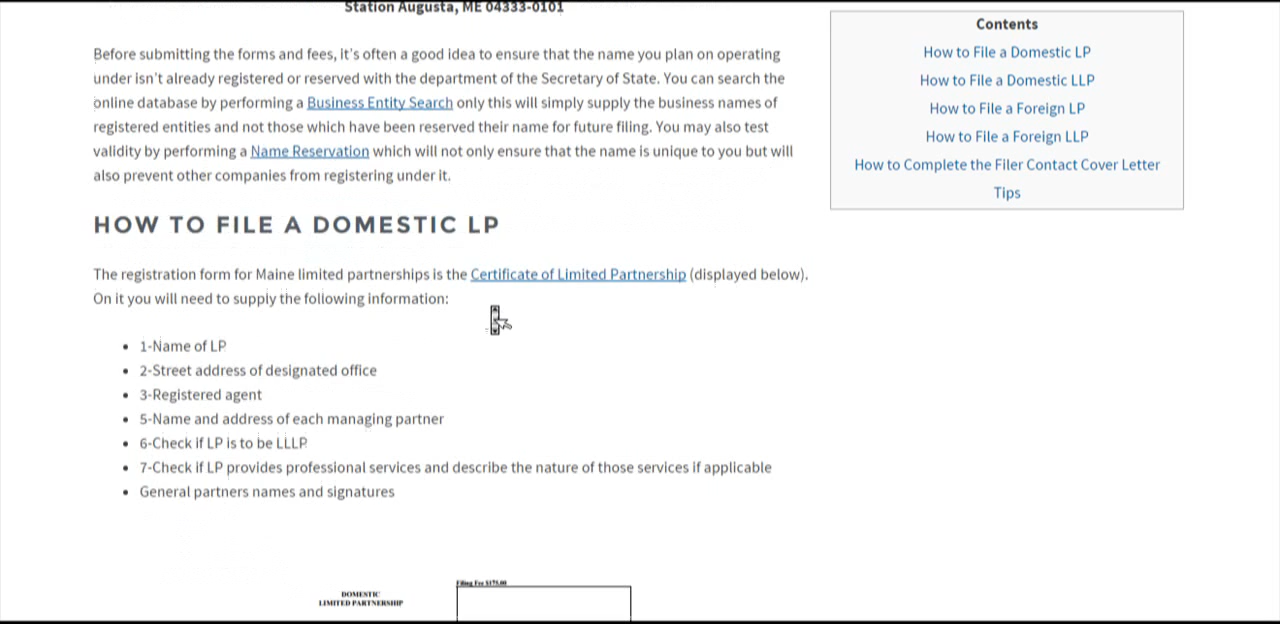 Station Augusta, ME 04333-0101
Before submitting the forms and fees, it's often a good idea to ensure that the name you plan on operating
under isn't already registered or reserved with the department of the Secretary of State. You can search the
online database by performing a Business Entity Search only this will simply supply the business names of
registered entities and not those which have been reserved their name for future filing. You may also test
validity by performing a Name Reservation which will not only ensure that the name is unique to you but will
also prevent other companies from registering under it.
HOW TO FILE A DOMESTIC LP
The registration form for Maine limited partnerships is the Certificate of Limited Partnership (displayed below).
On it you will need to supply the following information:
• 1-Name of LP
• 2-Street address of designated office
• 3-Registered agent
• 5-Name and address of each managing partner
• 6-Check if LP is to be LLLP
• 7-Check if LP provides professional services and describe the nature of those services if applicable
• General partners names and signatures
DOMESTIC
LIMITED PARTNERSHIP
Filing Fee $175.00
Contents
How to File a Domestic LP
How to File a Domestic LLP
How to File a Foreign LP
How to File a Foreign LLP
How to Complete the Filer Contact Cover Letter
Tips